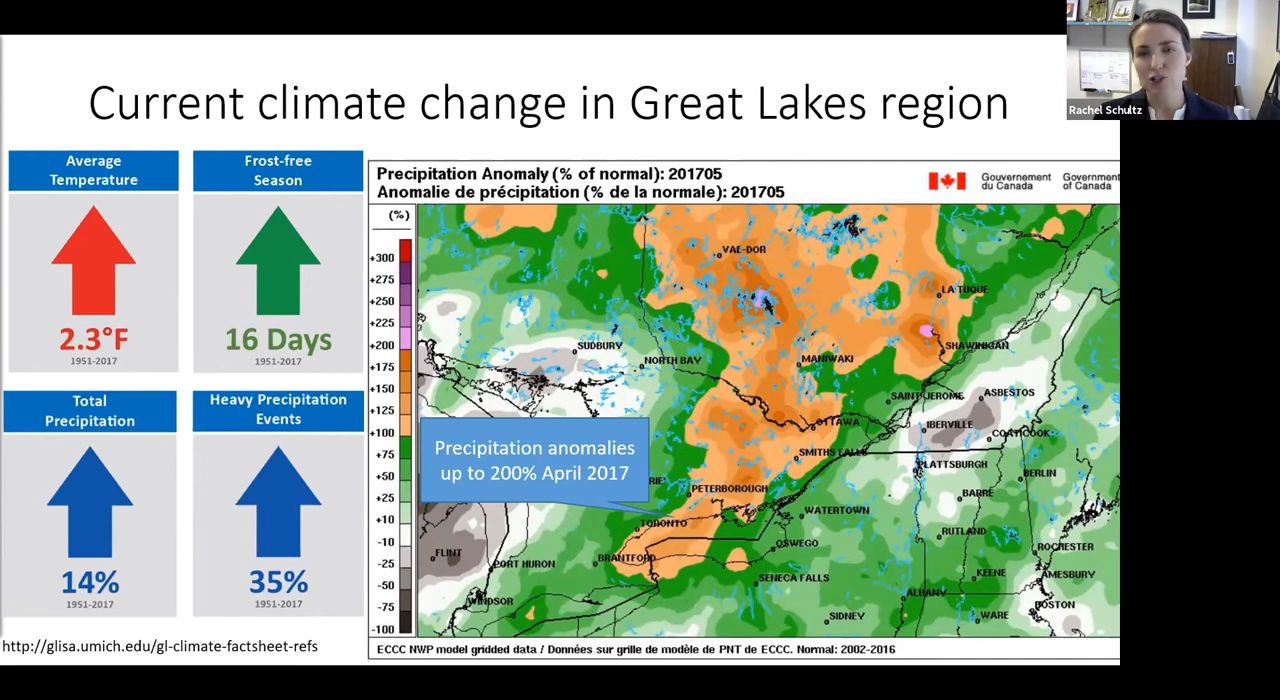 Rachel Schultz
Current climate change in Great Lakes region
Average
Temperature
2.3°F
1951-2017
Frost-free
Season
16 Days
1951-2017
Total
Precipitation
14%
1951-2017
Heavy Precipitation
Events
35%
1951-2017
http://glisa.umich.edu/gl-climate-factsheet-refs
Precipitation Anomaly (% of normal): 201705
Anomalie de précipitation (% de la normale): 201705
Gouvernement
du Canada
Government
of Canada
(%)
+300
+275
+250
+225
+200
+175
+150
+125
+100
+75
+50
+25
+10
-10
-25
-50
-75
-100
VAL-DOR
LA TUQUE
SUDBURY
NORTH BAY
MANIWAKI
SHAWINIGAN
SAINT-JEROME
ASBESTOS
OTTAWA
IBERVILLE
COATICOOK
SMITHS FALLS
PLATTSBURGH
BERLIN
Precipitation anomalies
up to 200% April 2017
PETERBOROUGH
BARRE
WATERTOWN
TORONTO
RUTLAND
OSWEGO
ROCHESTER
FLINT
PORT HURON
BRANTFORD
SENECA FALLS
KEENE
AMESBURY
WINDSOR
ALBANY
BOSTON
SIDNEY
WARE
ECCC NWP model gridded data / Données sur grille de modèle de PNT de ECCC. Normal: 2002-2016